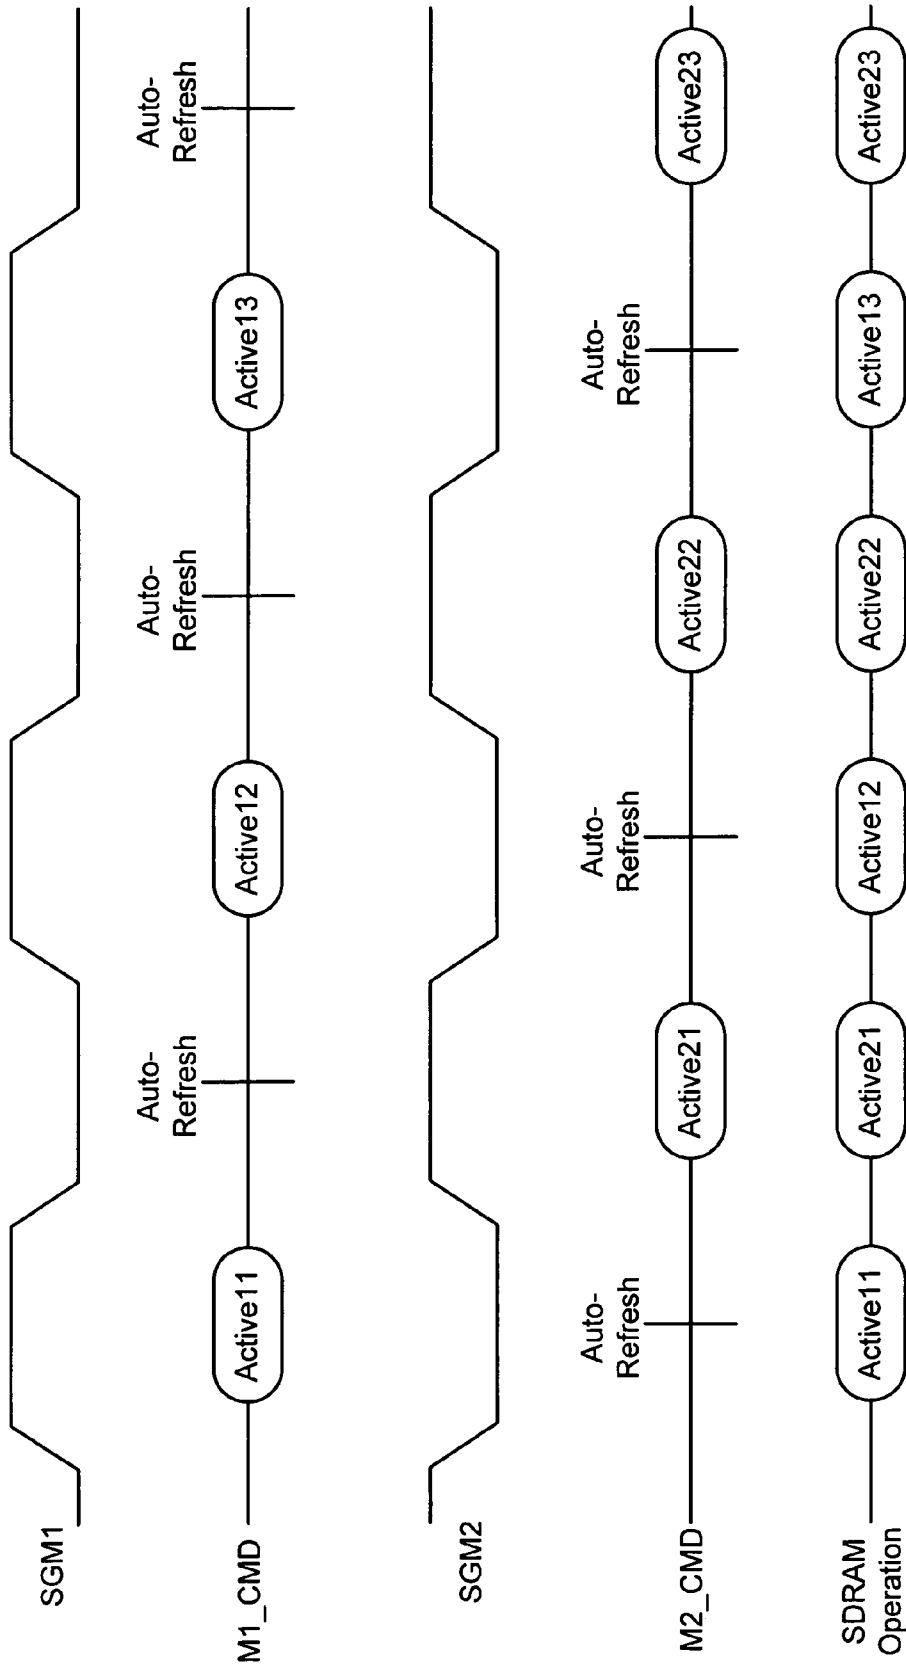 SGM1
M1_CMD
Active11
Auto-
Refresh
Active12
Auto-
Refresh
Active13
Auto-
Refresh
SGM2
M2_CMD
Auto-
Refresh
Active21
Auto-
Refresh
Active22
Auto-
Refresh
Active23
SDRAM
Operation
Active11
Active21
Active12
Active22
Active13
Active23